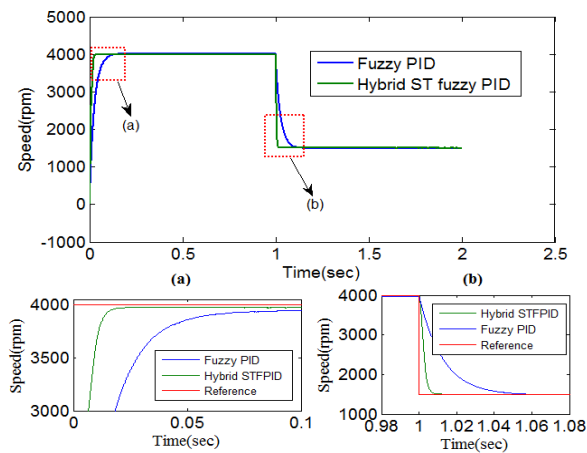 5000
4000
3000
2000
1000
0
-1000
Speed(rpm)
Fuzzy PID
Hybrid ST fuzzy PID
(a)
(b)
0 0.5 1 1.5 2 2.5
(a) Time(sec) (b)
4000
3500
3000
Speed(rpm)
Fuzzy PID
Hybrid STFPID
Reference
0 0.05 0.1
Time(sec)
4000
3000
2000
1000
Speed(rpm)
Hybrid STFPID
Fuzzy PID
Reference
0.98 1 1.02 1.04 1.06 1.08
Time(sec)